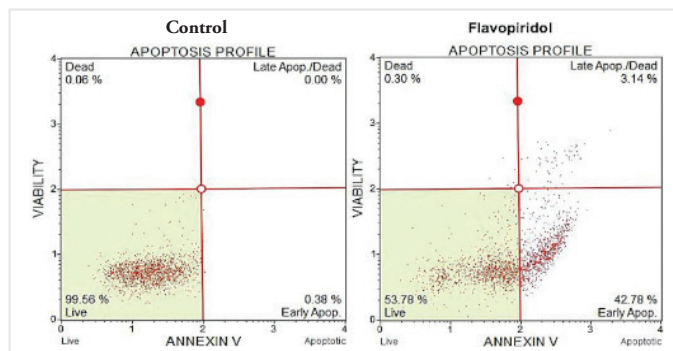 Control
APOPTOSIS PROFILE
Dead
0.06 %
Late Apop./Dead
0.00 %
4
3
2
1
0
VIABILITY
99.56 %
Live
0.38 %
Early Apop.
0 1 2 3 4
Live
ANNEXIN V
Apoptotic
Flavopiridol
APOPTOSIS PROFILE
Dead
0.30 %
Late Apop./Dead
3.14 %
4
3
2
1
0
VIABILITY
53.78 %
Live
42.78 %
Early Apop.
0 1 2 3 4
Live
ANNEXIN V
Apoptotic